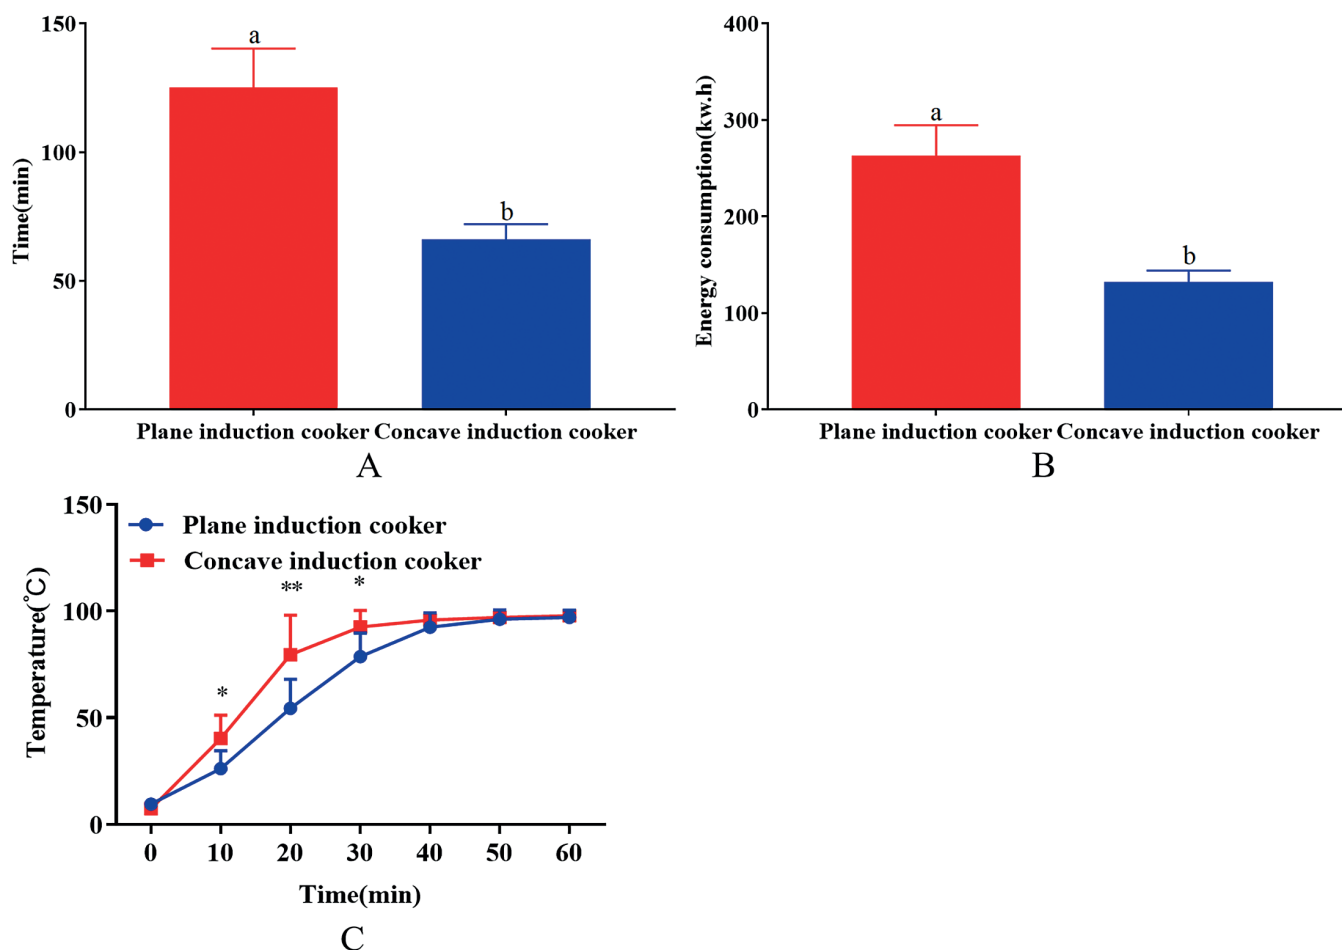 150
100
50
0
Time(min)
a
b
Plane induction cooker Concave induction cooker
A
400
300
200
100
0
Energy consumption(kw.h)
a
b
Plane induction cooker Concave induction cooker
B
150
100
50
0
Temperature(℃)
Plane induction cooker
Concave induction cooker
*
**
*
0 10 20 30 40 50 60
Time(min)
C